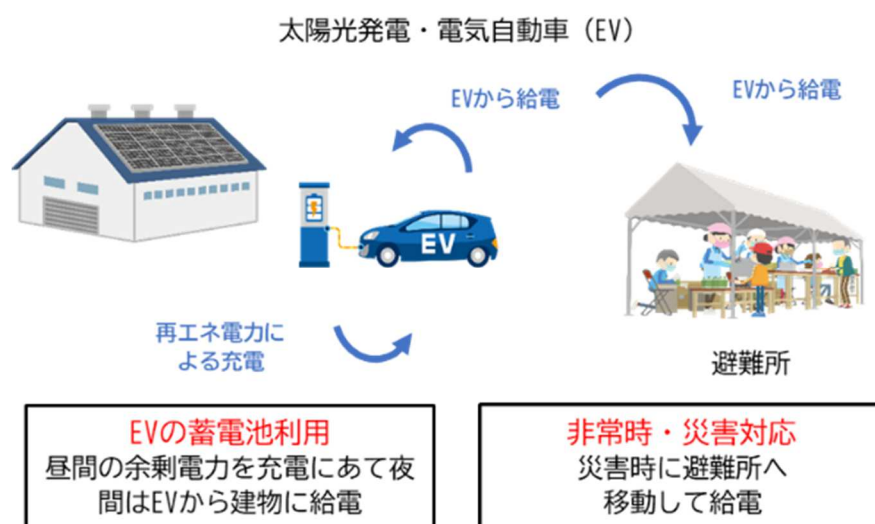 太陽光発電・電気自動車（EV）
EVから給電
EVから給電
EV
再エネ電力に
よる充電
避難所
EVの蓄電池利用
昼間の余剰電力を充電にあて夜
間はEVから建物に給電
非常時・災害対応
災害時に避難所へ
移動して給電